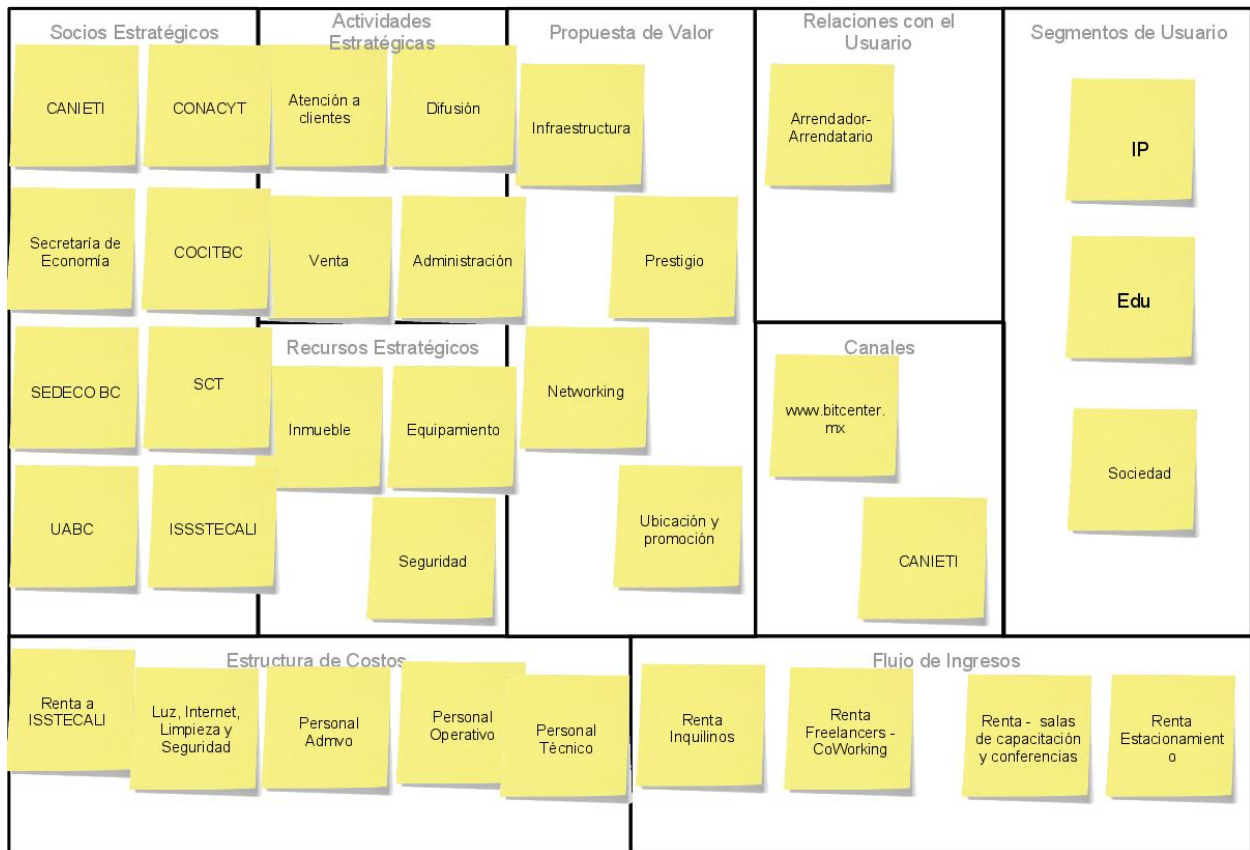 Socios Estratégicos
CANIETI
CONACYT
Secretaría de
Economía
COCITBC
SEDECO BC
SCT
UABC
ISSSTECALI
Actividades
Estratégicas
Atención a
clientes
Difusión
Venta
Administración
Recursos Estratégicos
Inmueble
Equipamiento
Seguridad
Propuesta de Valor
Infraestructura
Prestigio
Networking
Ubicación y
promoción
Relaciones con el
Usuario
Arrendador-
Arrendatario
Canales
www.bitcenter.
mx
CANIETI
Segmentos de Usuario
IP
Edu
Sociedad
Estructura de Costos
Renta a
ISSTECALI
Luz, Internet,
Limpieza y
Seguridad
Personal
Admvo
Personal
Operativo
Personal
Técnico
Flujo de Ingresos
Renta
Inquilinos
Renta
Freelancers -
CoWorking
Renta - salas
de capacitación
y conferencias
Renta
Estacionamient
o